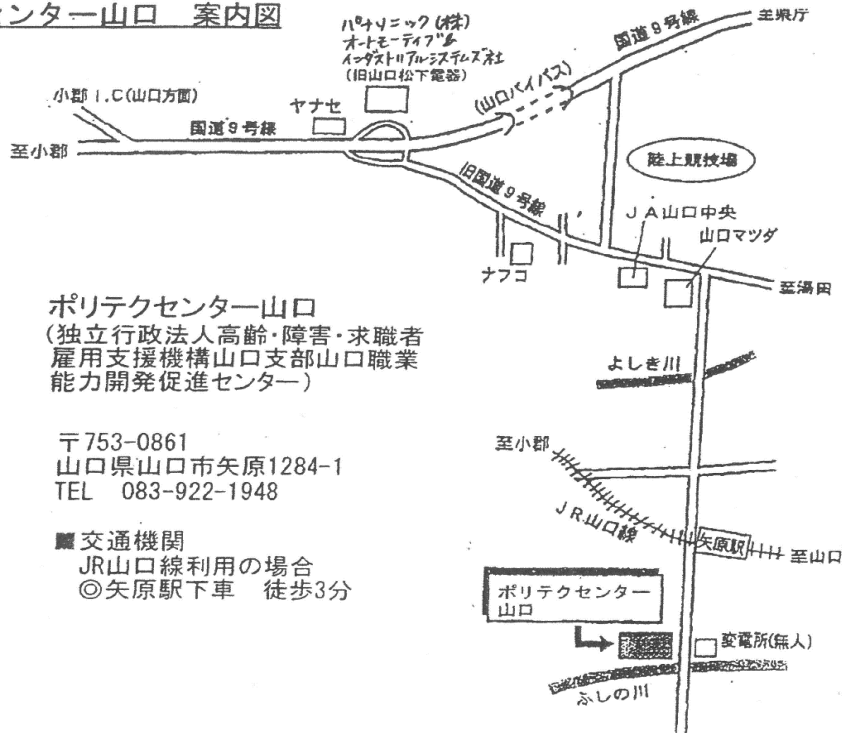 センター山口 案内図
パナソニック(株)
オートモーティブ&
インダストリアルシステムズ社
(旧山口松下電器)
国道9号線
至県庁
小郡I.C(山口方面)
ヤナセ
(山口バイパス)
国道9号線
至小郡
陸上競技場
旧国道9号線
JA山口中央
山口マツダ
ナフコ
至湯田
ポリテクセンター山口
(独立行政法人高齢・障害・求職者
雇用支援機構山口支部山口職業
能力開発促進センター)
よしき川
〒753-0861
山口県山口市矢原1284-1
TEL 083-922-1948
至小郡
JR山口線
矢原駅
至山口
■交通機関
JR山口線利用の場合
◎矢原駅下車 徒歩3分
ポリテクセンター
山口
変電所(無人)
ふしの川